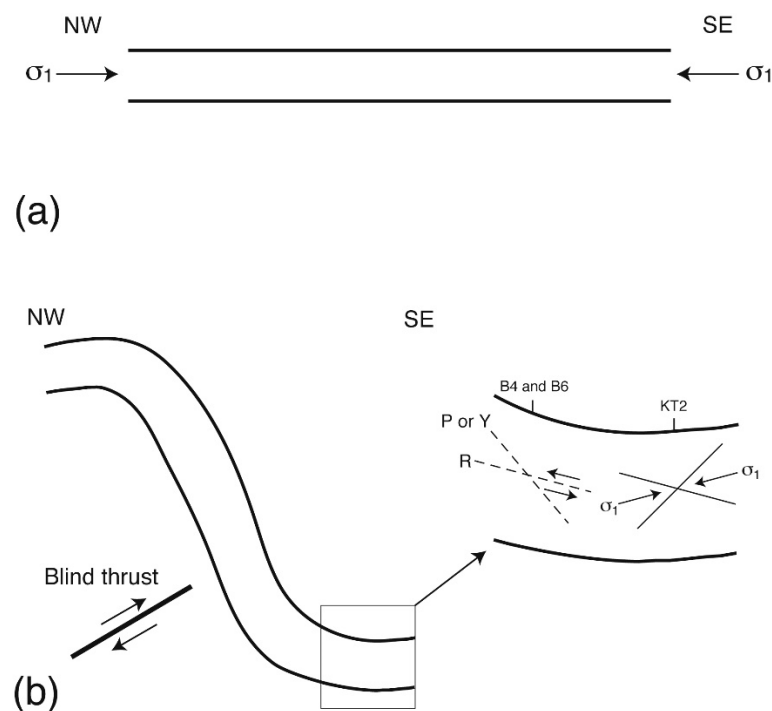 NW
SE
σ1
σ1
(a)
NW
SE
B4 and B6
KT2
P or Y
R
σ1
σ1
Blind thrust
(b)